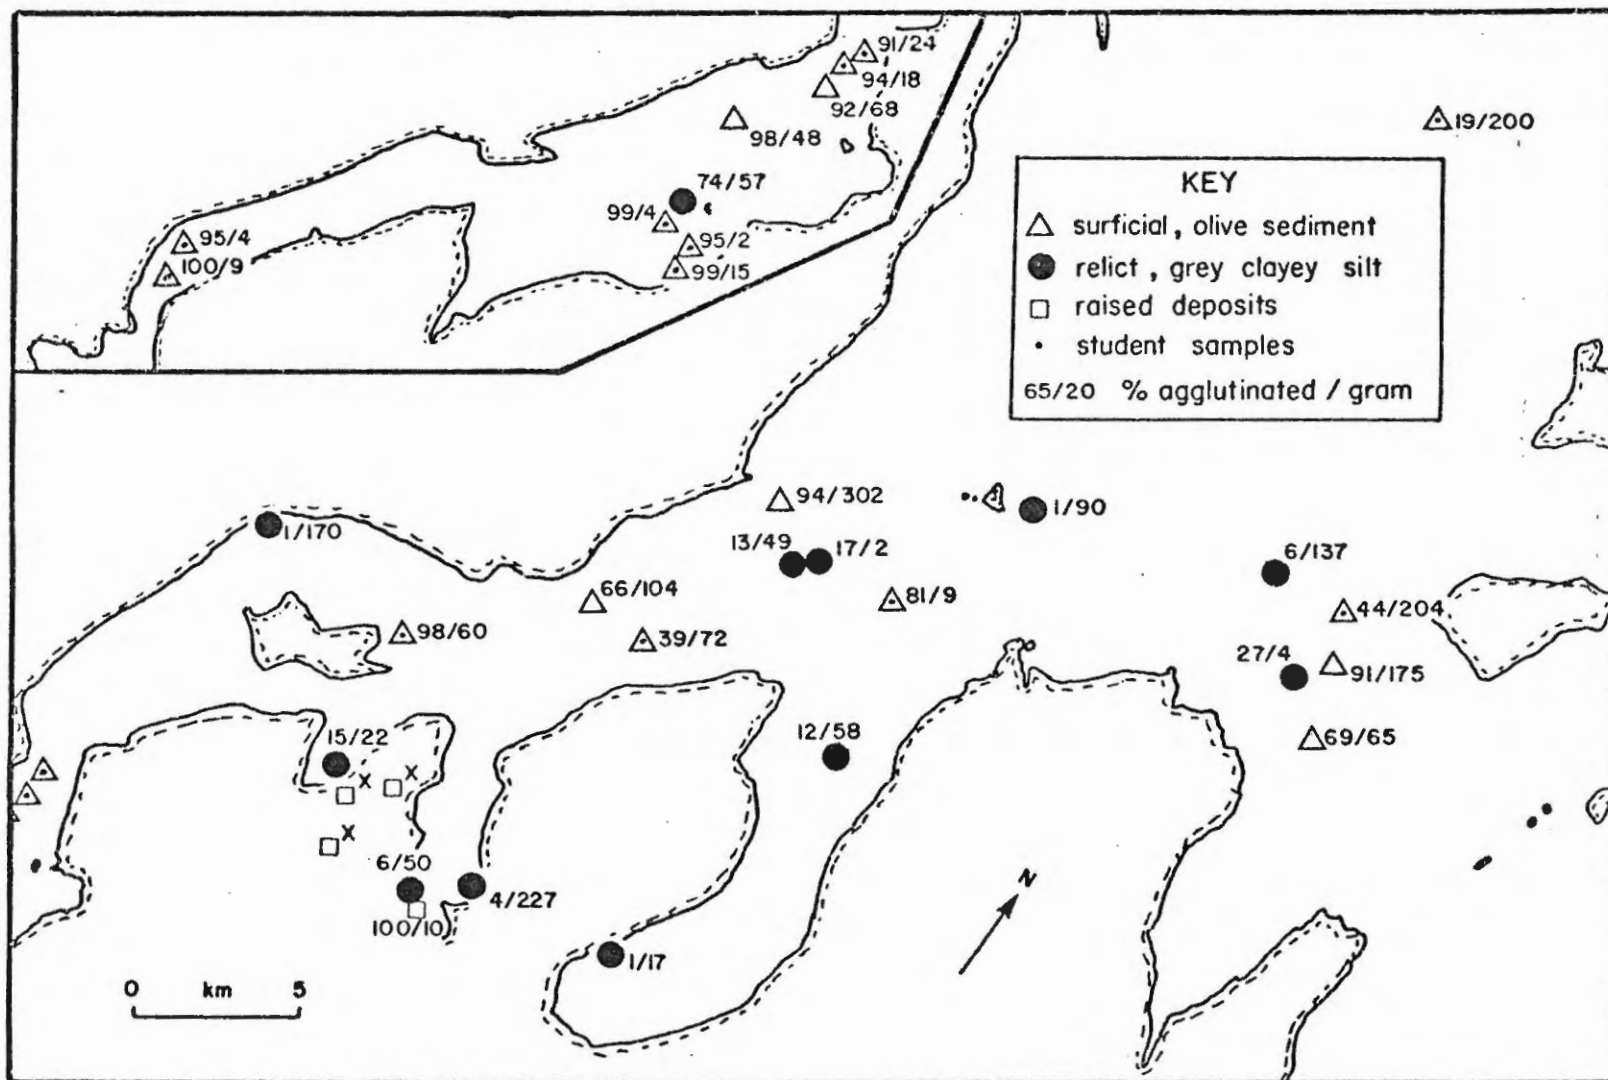 91/24
94/18
92/68
98/48
19/200
74/57
99/4
95/2
99/15
95/4
100/9
KEY
surficial, olive sediment
relict, grey clayey silt
raised deposits
student samples
65/20 % agglutinated / gram
94/302
1/90
1/170
13/49
17/2
6/137
66/104
81/9
44/204
98/60
39/72
27/4
91/175
69/65
15/22
12/58
X
X
X
6/50
4/227
100/10
1/17
N
0 km 5